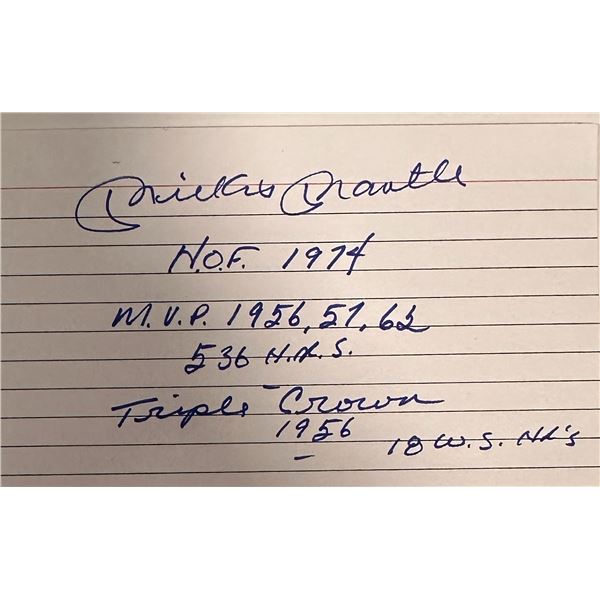 Mickey Mantle
H.O.F. 1974
M.V.P. 1956, 57, 62
536 H.R.S.
Triple Crown
1956
18 W.S. HR's